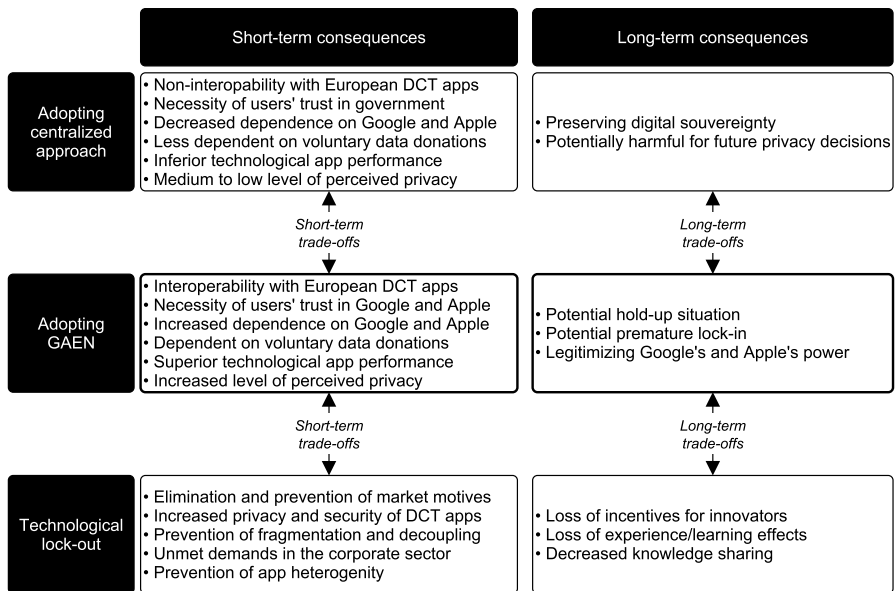 Short-term consequences
Long-term consequences
Adopting
centralized
approach
• Non-interopability with European DCT apps
• Necessity of users' trust in government
• Decreased dependence on Google and Apple
• Less dependent on voluntary data donations
• Inferior technological app performance
• Medium to low level of perceived privacy
• Preserving digital souvereignty
• Potentially harmful for future privacy decisions
Short-term
trade-offs
Long-term
trade-offs
Adopting
GAEN
• Interoperability with European DCT apps
• Necessity of users' trust in Google and Apple
• Increased dependence on Google and Apple
• Dependent on voluntary data donations
• Superior technological app performance
• Increased level of perceived privacy
• Potential hold-up situation
• Potential premature lock-in
• Legitimizing Google's and Apple's power
Short-term
trade-offs
Long-term
trade-offs
Technological
lock-out
• Elimination and prevention of market motives
• Increased privacy and security of DCT apps
• Prevention of fragmentation and decoupling
• Unmet demands in the corporate sector
• Prevention of app heterogenity
• Loss of incentives for innovators
• Loss of experience/learning effects
• Decreased knowledge sharing